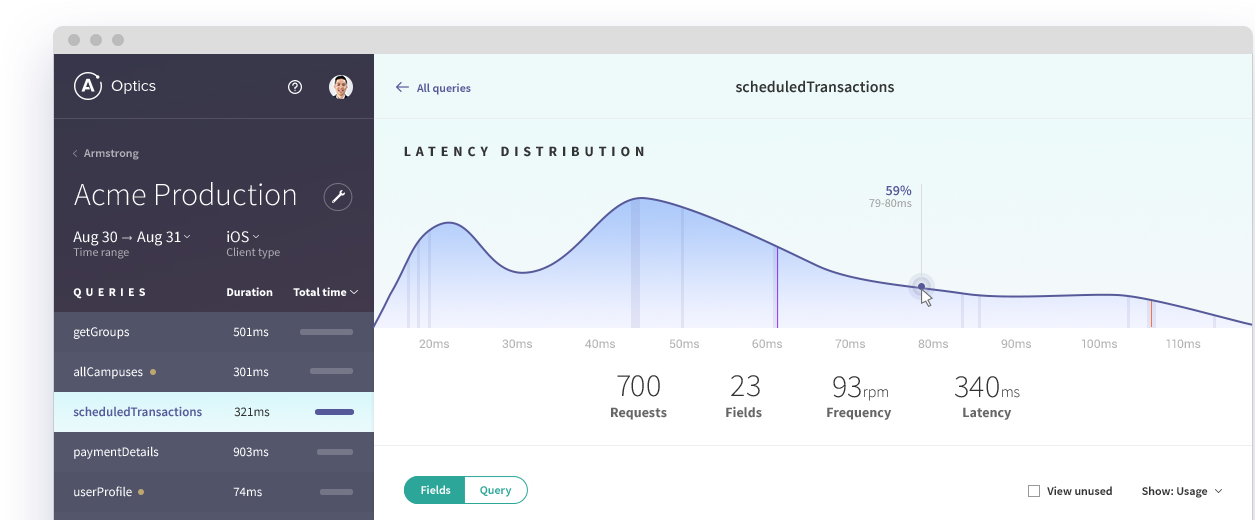 A Optics
Armstrong
Acme Production
Aug 30 → Aug 31 iOS
Time range Client type
QUERIES Duration Total time
getGroups 501ms
allCampuses 301ms
scheduledTransactions 321ms
paymentDetails 903ms
userProfile 74ms
← All queries
scheduledTransactions
LATENCY DISTRIBUTION
59%
79-80ms
20ms 30ms 40ms 50ms 60ms 70ms 80ms 90ms 100ms 110ms
700 23 93rpm 340ms
Requests Fields Frequency Latency
Fields Query View unused Show: Usage